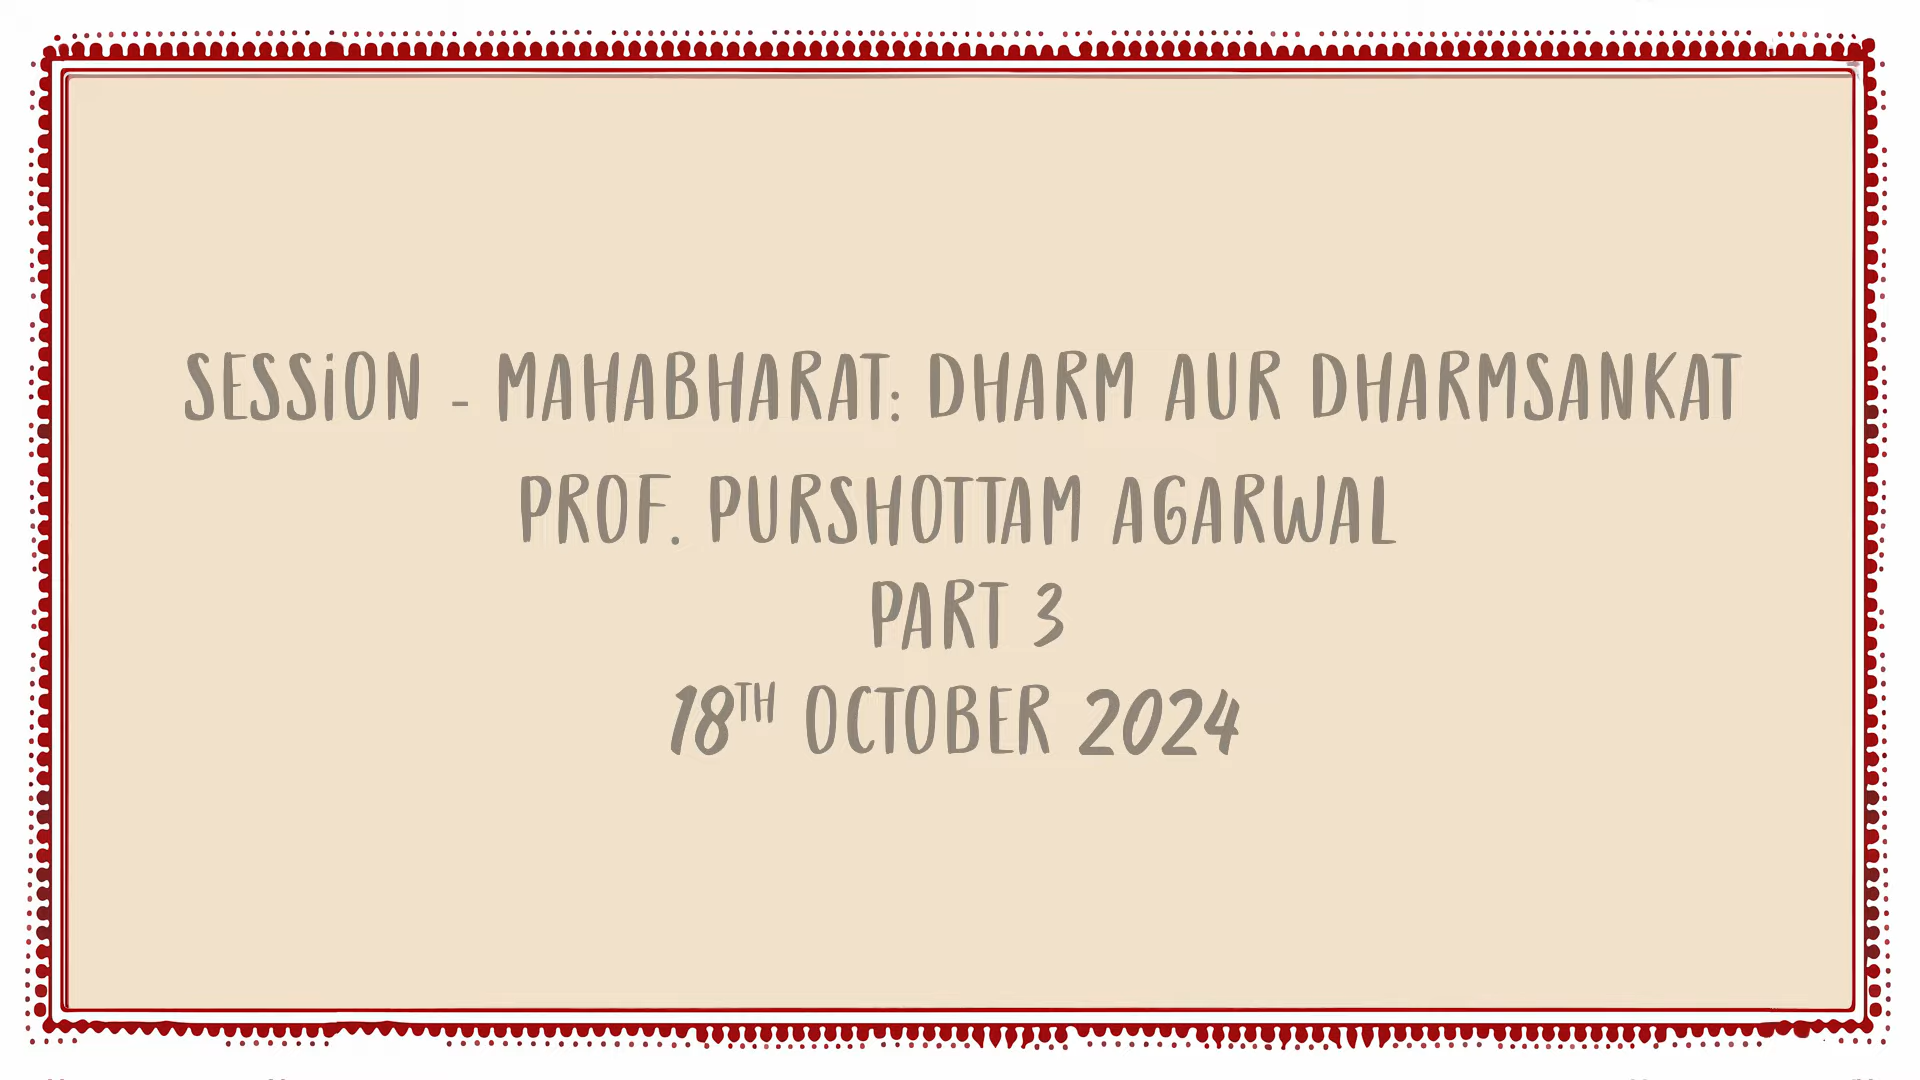 SESSiON - MAHABHARAT: DHARM AUR DHARMSANKAT
PROF. PURSHOTTAM AGARWAL
PART 3
18TH OCTOBER 2024